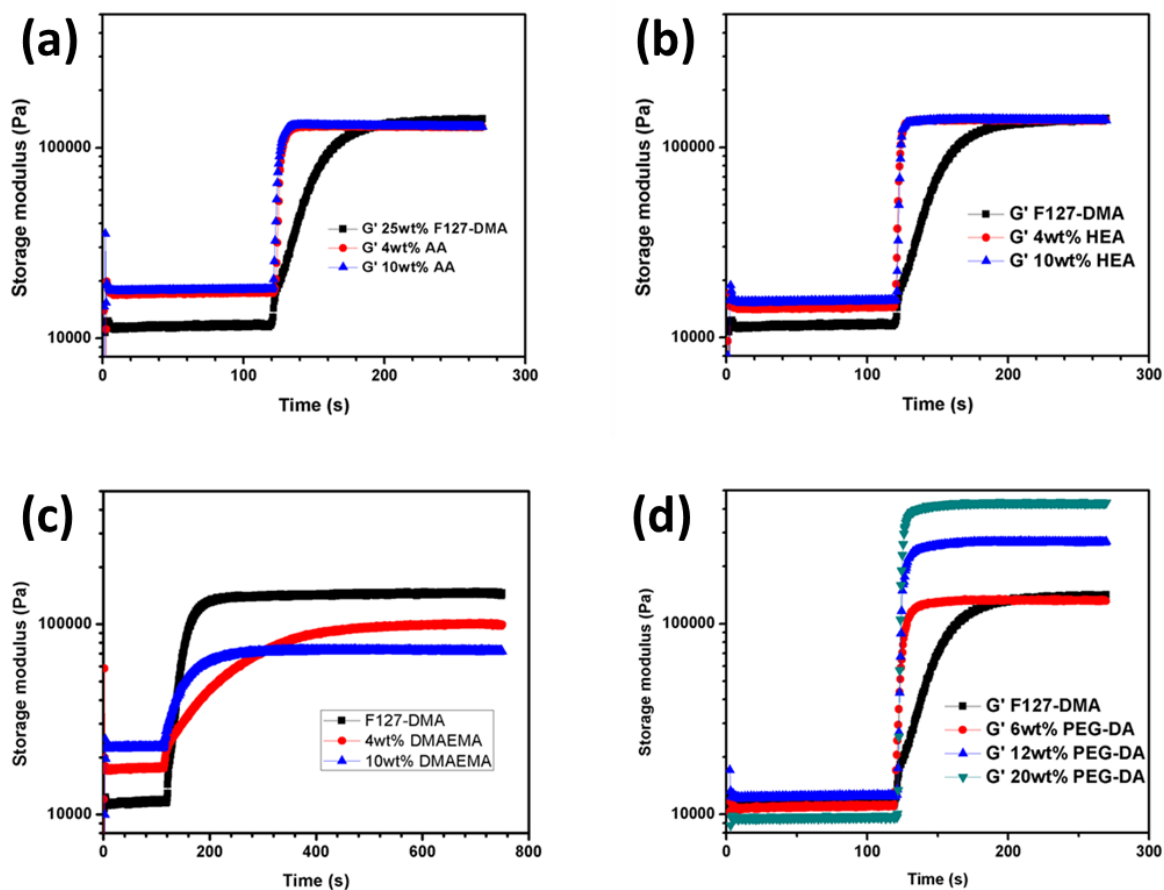 (a)
Storage modulus (Pa)
100000
10000
G' 25wt% F127-DMA
G' 4wt% AA
G' 10wt% AA
0 100 200 300
Time (s)
(b)
Storage modulus (Pa)
100000
10000
G' F127-DMA
G' 4wt% HEA
G' 10wt% HEA
0 100 200 300
Time (s)
(c)
Storage modulus (Pa)
100000
10000
F127-DMA
4wt% DMAEMA
10wt% DMAEMA
0 200 400 600 800
Time (s)
(d)
Storage modulus (Pa)
100000
10000
G' F127-DMA
G' 6wt% PEG-DA
G' 12wt% PEG-DA
G' 20wt% PEG-DA
0 100 200 300
Time (s)